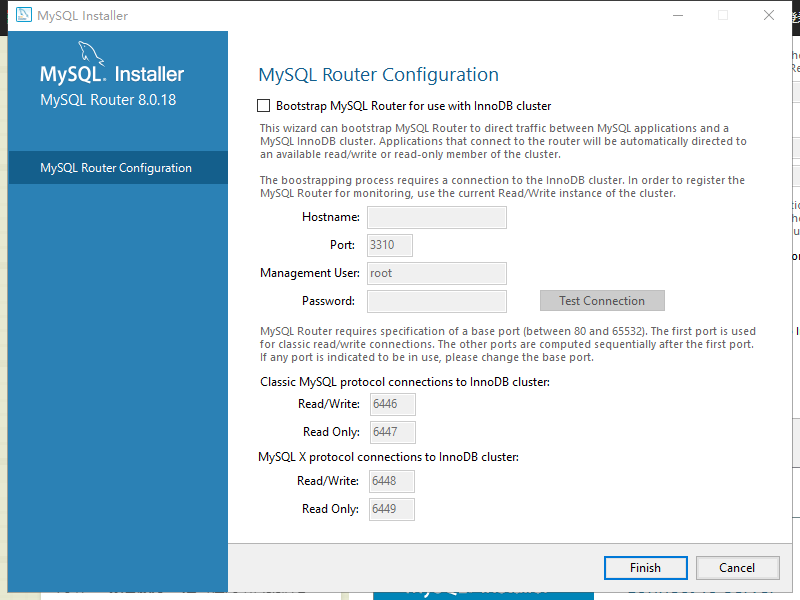 MySQL Installer
MySQL. Installer
MySQL Router 8.0.18
MySQL Router Configuration
MySQL Router Configuration
Bootstrap MySQL Router for use with InnoDB cluster
This wizard can bootstrap MySQL Router to direct traffic between MySQL applications and a
MySQL InnoDB cluster. Applications that connect to the router will be automatically directed to
an available read/write or read-only member of the cluster.
The boostrapping process requires a connection to the InnoDB cluster. In order to register the
MySQL Router for monitoring, use the current Read/Write instance of the cluster.
Hostname:
Port: 3310
Management User: root
Password: Test Connection
MySQL Router requires specification of a base port (between 80 and 65532). The first port is used
for classic read/write connections. The other ports are computed sequentially after the first port.
If any port is indicated to be in use, please change the base port.
Classic MySQL protocol connections to InnoDB cluster:
Read/Write: 6446
Read Only: 6447
MySQL X protocol connections to InnoDB cluster:
Read/Write: 6448
Read Only: 6449
Finish Cancel